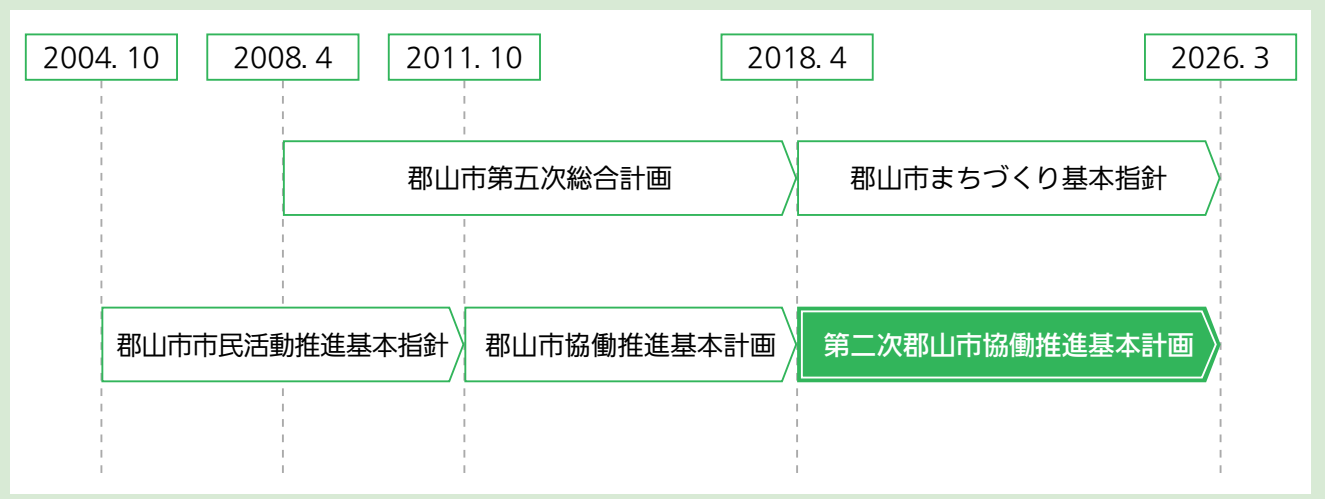 2004. 10
2008. 4
2011. 10
2018. 4
2026. 3
郡山市第五次総合計画
郡山市まちづくり基本指針
郡山市市民活動推進基本指針
郡山市協働推進基本計画
第二次郡山市協働推進基本計画